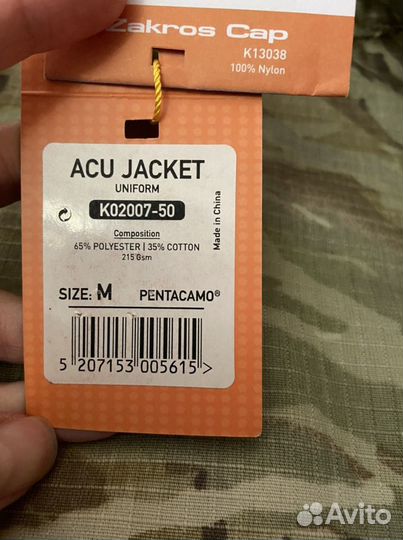 Zakros Cap
K13038
100% Nylon
ACU JACKET
UNIFORM
K02007-50
Made in China
Composition
65% POLYESTER | 35% COTTON
215 Gsm
SIZE: M PENTACAMO®
5 207153 005615 >
Avito